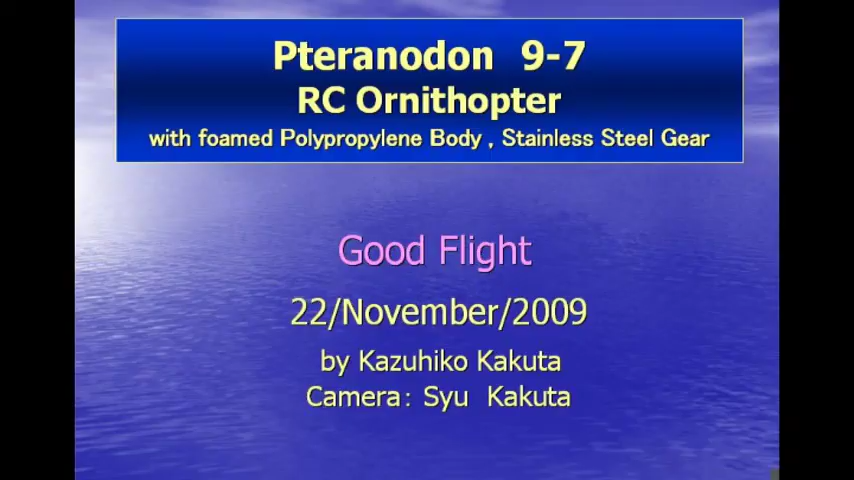 Pteranodon 9-7
RC Ornithopter
with foamed Polypropylene Body , Stainless Steel Gear
Good Flight
22/November/2009
by Kazuhiko Kakuta
Camera: Syu Kakuta